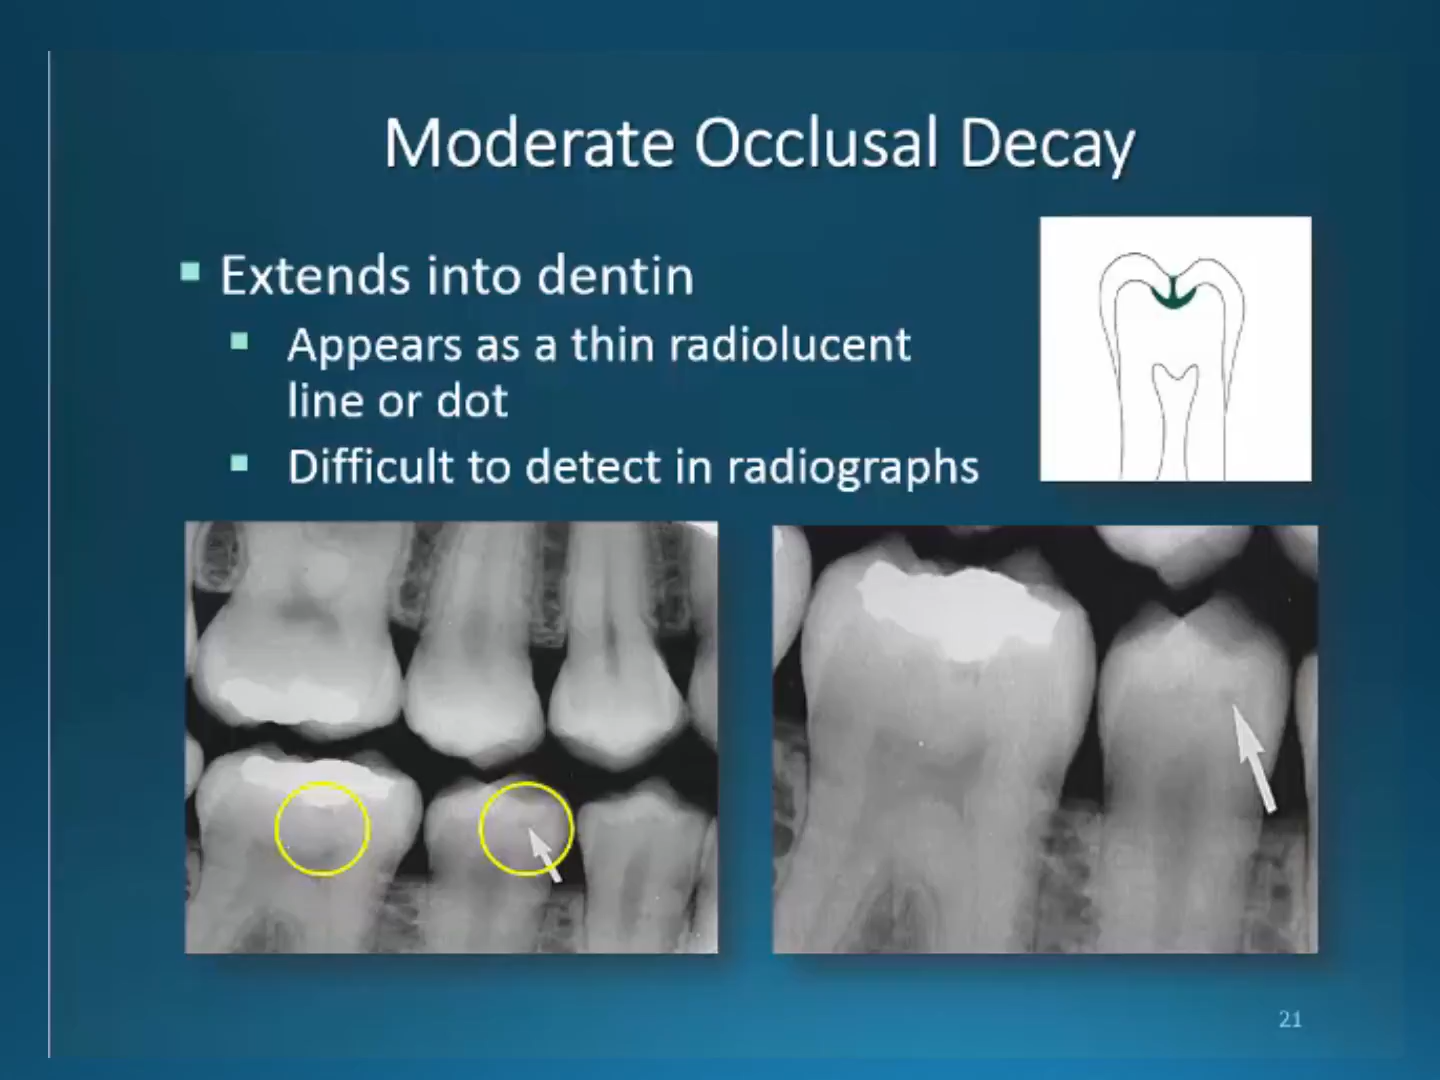 Moderate Occlusal Decay
Extends into dentin
Appears as a thin radiolucent
line or dot
Difficult to detect in radiographs
21